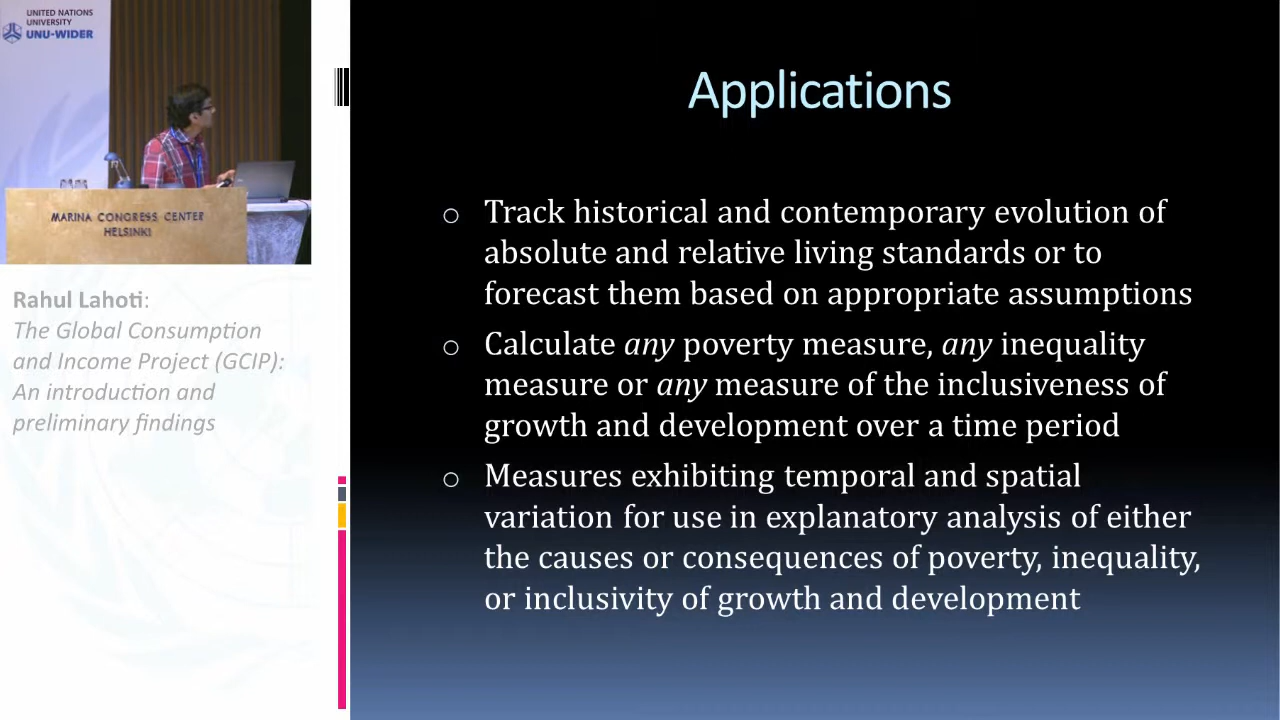 UNITED NATIONS
UNIVERSITY
UNU-WIDER
MARINA CONGRESS CENTER
HELSINKI
Rahul Lahoti:
The Global Consumption
and Income Project (GCIP):
An introduction and
preliminary findings
Applications
o Track historical and contemporary evolution of
absolute and relative living standards or to
forecast them based on appropriate assumptions
o Calculate any poverty measure, any inequality
measure or any measure of the inclusiveness of
growth and development over a time period
o Measures exhibiting temporal and spatial
variation for use in explanatory analysis of either
the causes or consequences of poverty, inequality,
or inclusivity of growth and development